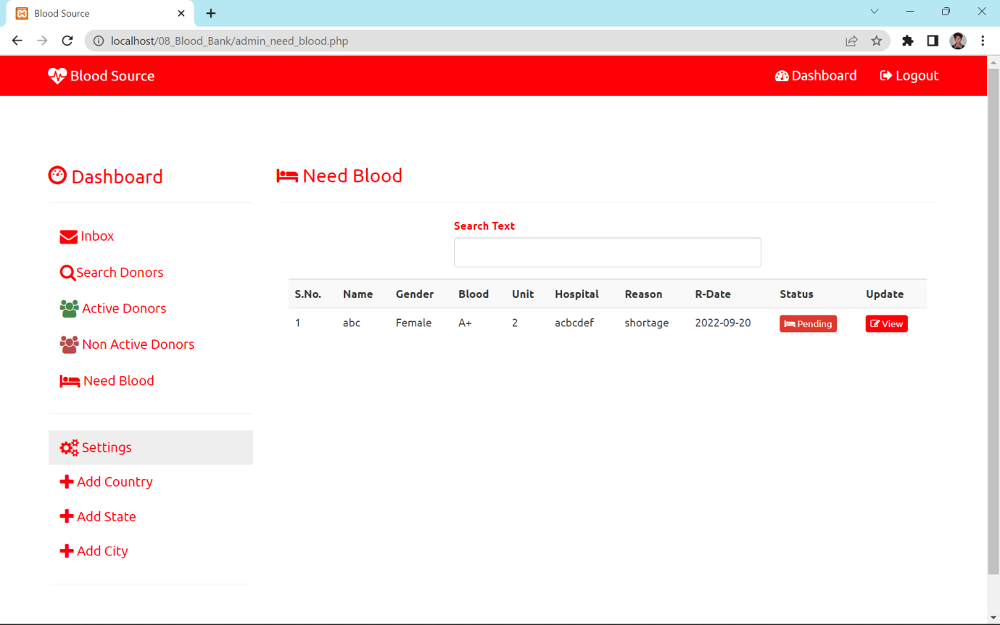 Blood Source
localhost/08_Blood_Bank/admin_need_blood.php
Blood Source Dashboard Logout
Dashboard
Inbox
Search Donors
Active Donors
Non Active Donors
Need Blood
Settings
Add Country
Add State
Add City
Need Blood
Search Text
S.No. Name Gender Blood Unit Hospital Reason R-Date Status Update
1 abc Female A+ 2 acbcdef shortage 2022-09-20 Pending View